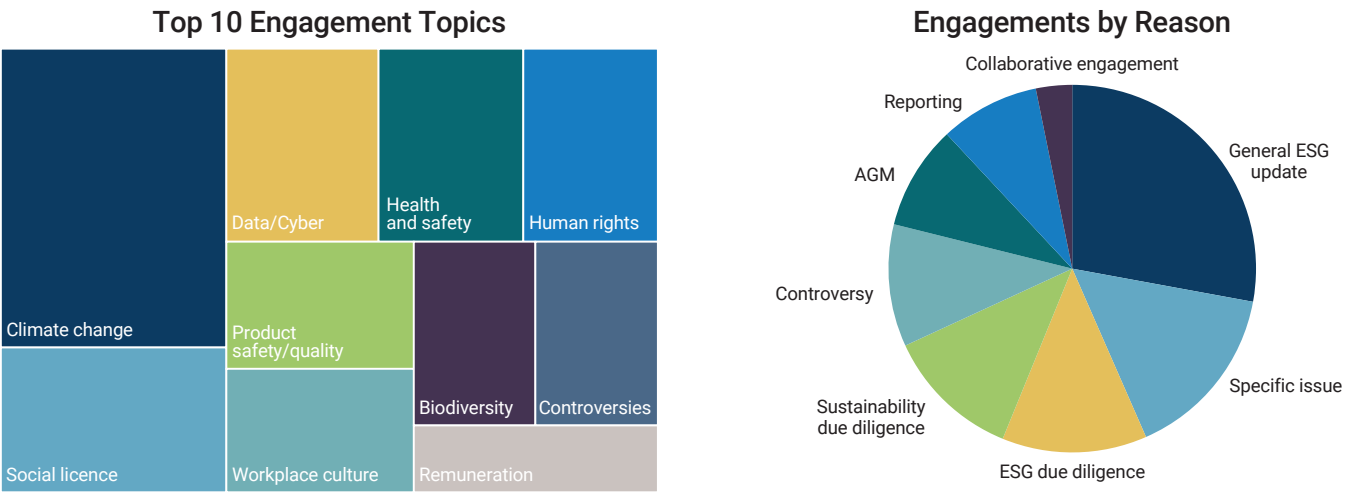 Top 10 Engagement Topics
Climate change
Social licence
Data/Cyber
Health
and safety
Human rights
Product
safety/quality
Workplace culture
Biodiversity
Controversies
Remuneration
Engagements by Reason
Collaborative engagement
Reporting
AGM
Controversy
Sustainability
due diligence
ESG due diligence
Specific issue
General ESG
update